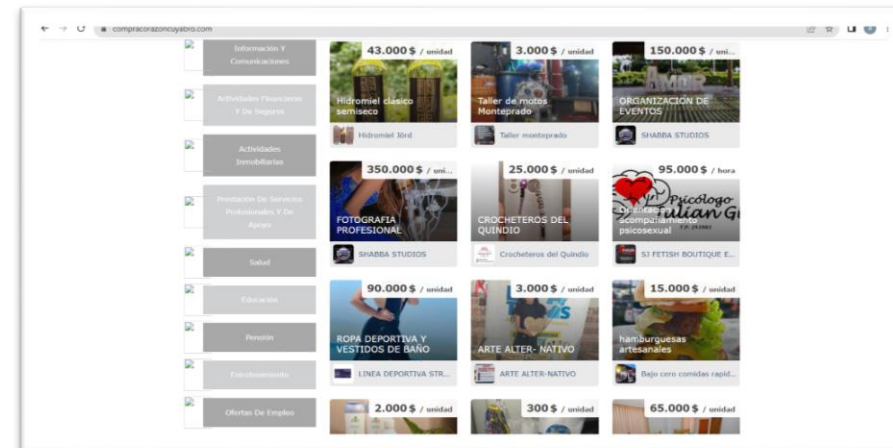 compracorazoncuyabro.com
Información Y
Comunicaciones
Actividades Financieras
Y De Seguros
Actividades
Inmobiliarias
Prestación De Servicios
Profesionales Y De
Apoyo
Salud
Educación
Pensión
Entretenimiento
Ofertas De Empleo
43.000 $ / unidad
Hidromiel clásico
semiseco
Hidromiel Jörd
3.000 $ / unidad
Taller de motos
Monteprado
Taller monteprado
150.000 $ / uni...
AMOR
ORGANIZACIÓN DE
EVENTOS
SHABBA STUDIOS
350.000 $ / uni...
FOTOGRAFIA
PROFESIONAL
SHABBA STUDIOS
25.000 $ / unidad
CROCHETEROS DEL
QUINDIO
Crocheteros del Quindio
95.000 $ / hora
Psicólogo
acompañamiento
psicosexual
SJ FETISH BOUTIQUE E...
90.000 $ / unidad
ROPA DEPORTIVA Y
VESTIDOS DE BAÑO
LINEA DEPORTIVA STR...
3.000 $ / unidad
ARTE ALTER- NATIVO
ARTE ALTER-NATIVO
15.000 $ / unidad
hamburguesas
artesanales
Bajo cero comidas rapid...
2.000 $ / unidad
300 $ / unidad
65.000 $ / unidad